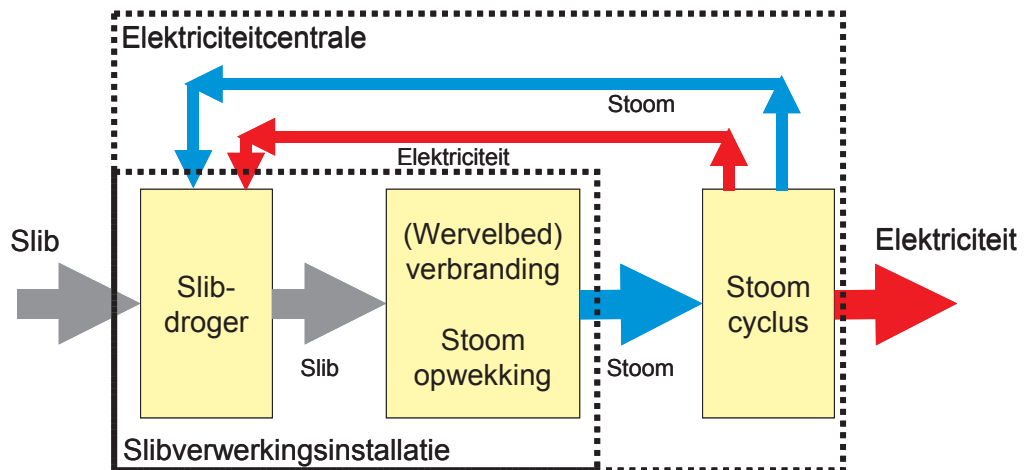 Elektriciteitcentrale
Stoom
Elektriciteit
Slib
Slib-
droger
Slib
(Wervelbed)
verbranding
Stoom
opwekking
Stoom
Stoom
cyclus
Elektriciteit
Slibverwerkingsinstallatie